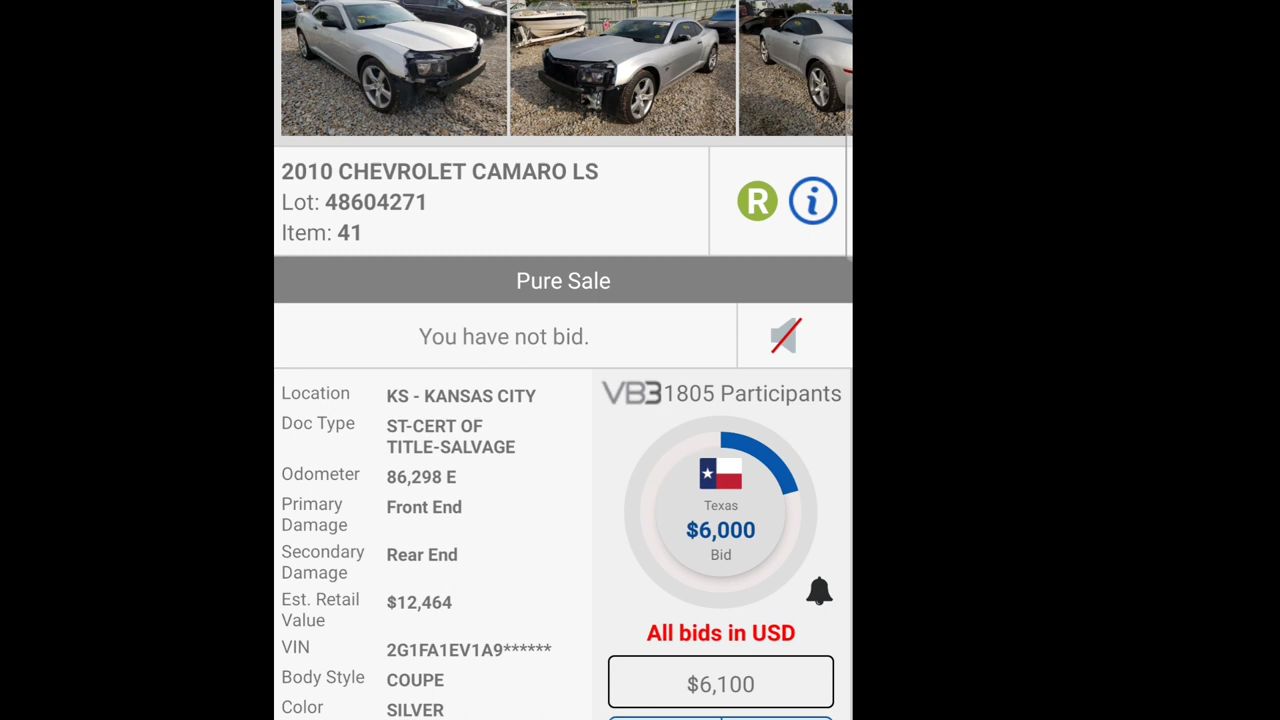 2010 CHEVROLET CAMARO LS
Lot: 48604271
Item: 41
R
i
Pure Sale
You have not bid.
Location KS - KANSAS CITY
Doc Type ST-CERT OF
TITLE-SALVAGE
Odometer 86,298 E
Primary
Damage Front End
Secondary
Damage Rear End
Est. Retail
Value $12,464
VIN 2G1FA1EV1A9******
Body Style COUPE
Color SILVER
VB3 1805 Participants
Texas
$6,000
Bid
All bids in USD
$6,100